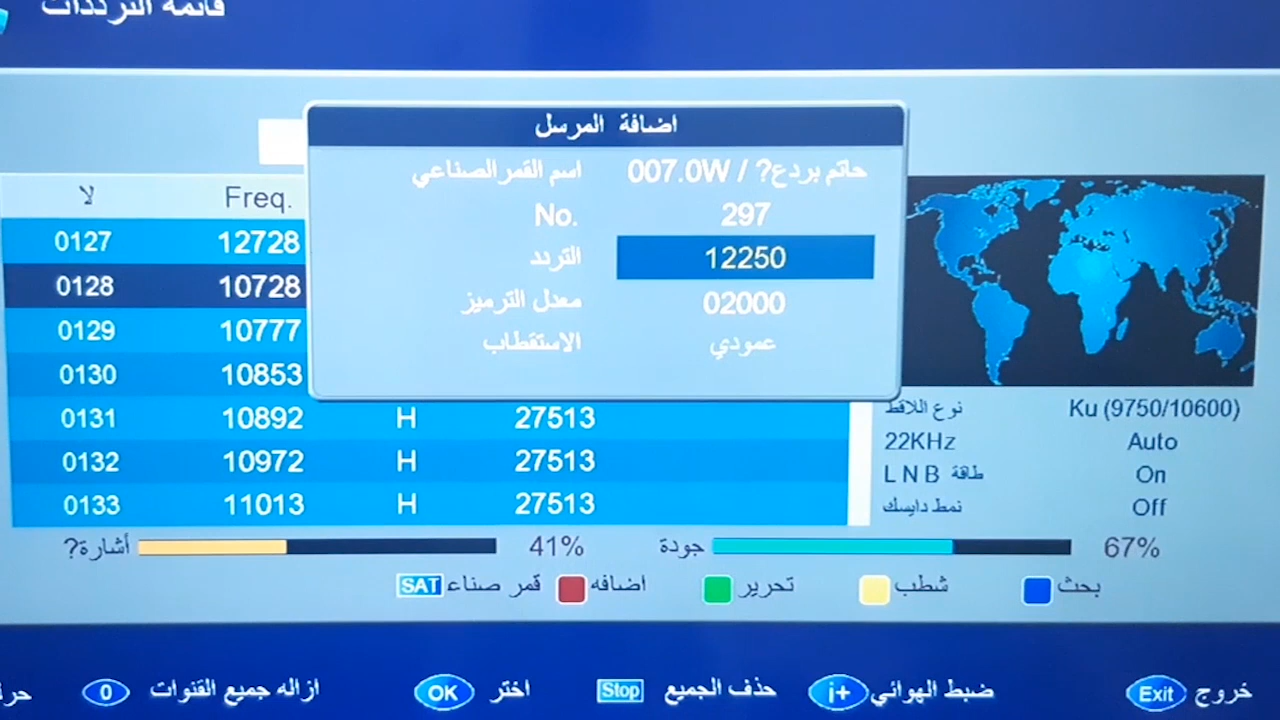 قائمة الترددات
اضافة المرسل
اسم القمر الصناعي 007.0W / حاتم بردع?
No. 297
التردد 12250
معدل الترميز 02000
الاستقطاب عمودي
لا Freq.
0127 12728
0128 10728
0129 10777
0130 10853
0131 10892 H 27513
0132 10972 H 27513
0133 11013 H 27513
نوع اللاقط Ku (9750/10600)
22KHz Auto
طاقة LNB On
نمط دايسك Off
أشارة? 41% جودة 67%
SAT قمر صناء اضافه تحرير شطب بحث
0 ازاله جميع القنوات OK اختر Stop حذف الجميع i+ ضبط الهوائي Exit خروج